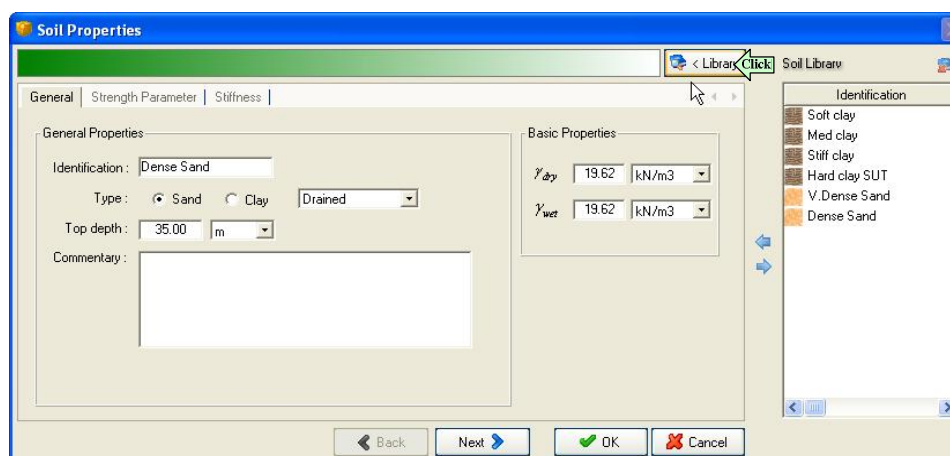 Soil Properties
< Library Click Soil Library
General Strength Parameter Stiffness
Identification
General Properties
Basic Properties
Soft clay
Med clay
Stiff clay
Hard clay SUT
V.Dense Sand
Dense Sand
Identification : Dense Sand
Type : Sand Clay Drained
Top depth : 35.00 m
Commentary :
γdry 19.62 kN/m3
γwet 19.62 kN/m3
Back Next OK Cancel